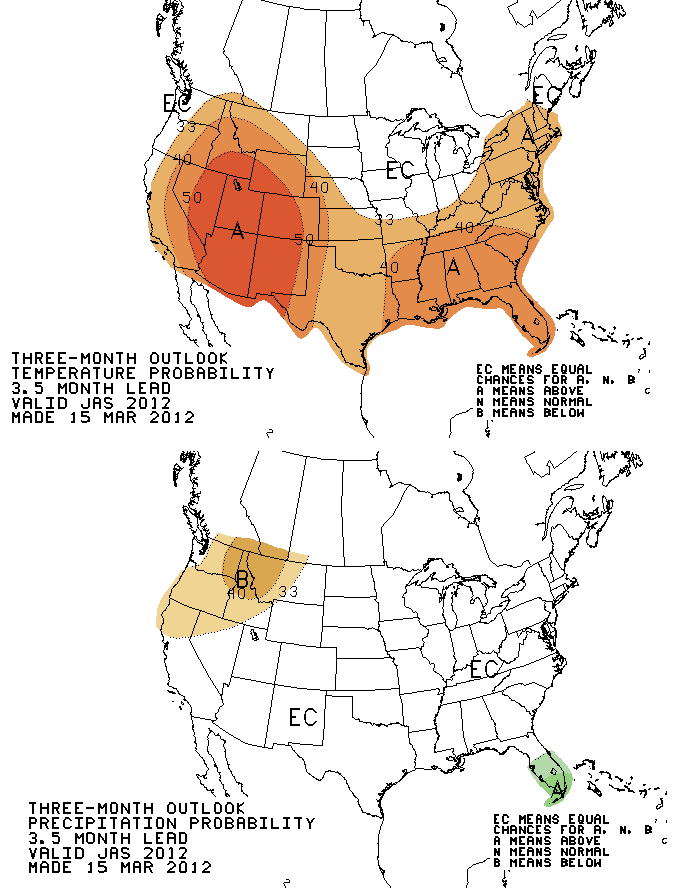 EC
EC
33
A
40
EC
40
50
33
40
A
50
40
A
THREE-MONTH OUTLOOK
TEMPERATURE PROBABILITY
3.5 MONTH LEAD
VALID JAS 2012
MADE 15 MAR 2012
EC MEANS EQUAL
CHANCES FOR A, N, B
A MEANS ABOVE
N MEANS NORMAL
B MEANS BELOW
B
40
33
EC
EC
A
THREE-MONTH OUTLOOK
PRECIPITATION PROBABILITY
3.5 MONTH LEAD
VALID JAS 2012
MADE 15 MAR 2012
EC MEANS EQUAL
CHANCES FOR A, N, B
A MEANS ABOVE
N MEANS NORMAL
B MEANS BELOW